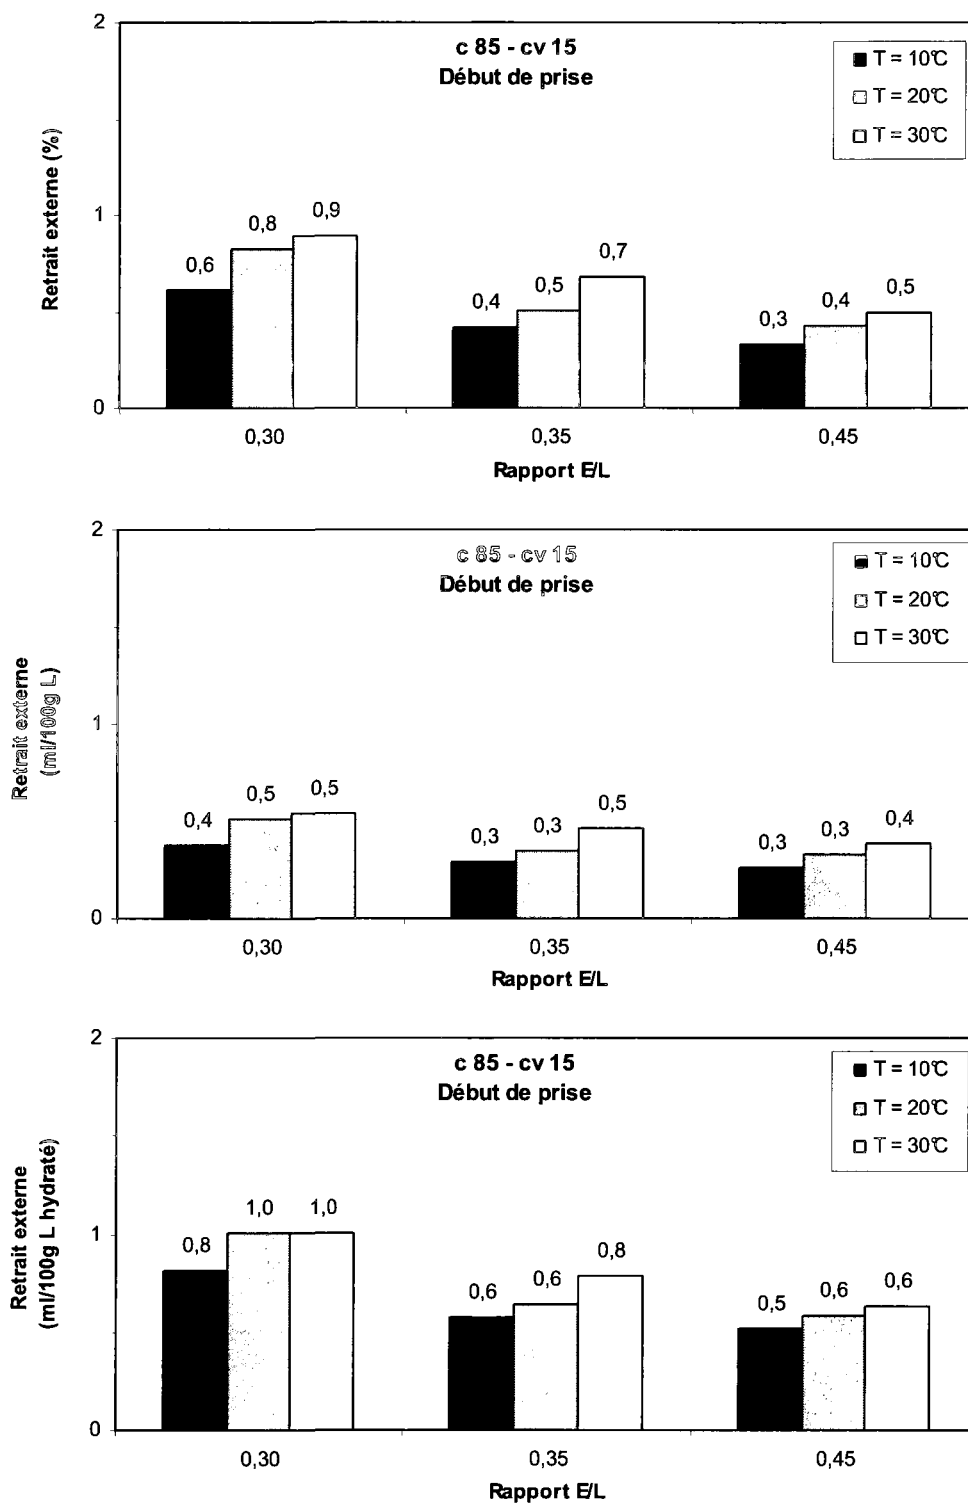 2
c 85 - cv 15
Début de prise
T = 10°C
T = 20°C
T = 30°C
Retrait externe (%)
1
0
0,6
0,8
0,9
0,4
0,5
0,7
0,3
0,4
0,5
0,30
0,35
0,45
Rapport E/L
2
c 85 - cv 15
Début de prise
T = 10°C
T = 20°C
T = 30°C
Retrait externe
(ml/100g L)
1
0
0,4
0,5
0,5
0,3
0,3
0,5
0,3
0,3
0,4
0,30
0,35
0,45
Rapport E/L
2
c 85 - cv 15
Début de prise
T = 10°C
T = 20°C
T = 30°C
Retrait externe
(ml/100g L hydraté)
1
0
0,8
1,0
1,0
0,6
0,6
0,8
0,5
0,6
0,6
0,30
0,35
0,45
Rapport E/L